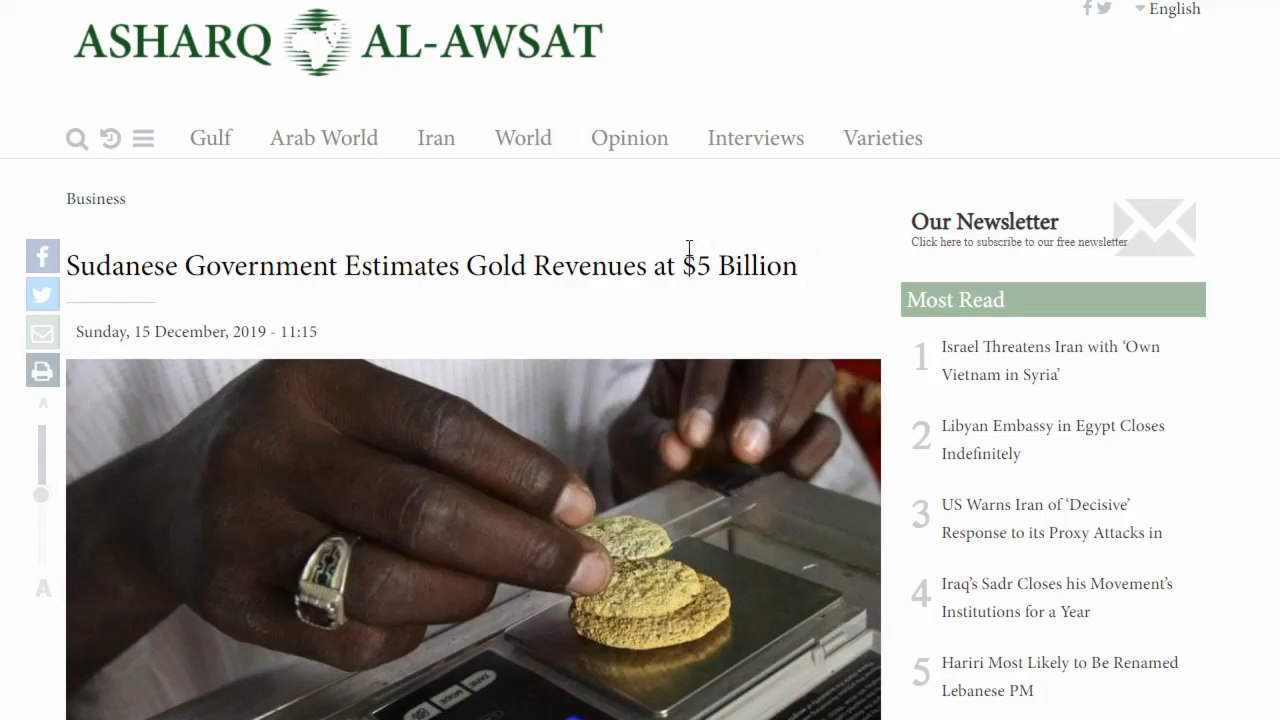 English
ASHARQ AL-AWSAT
Gulf Arab World Iran World Opinion Interviews Varieties
Business
Sudanese Government Estimates Gold Revenues at $5 Billion
Sunday, 15 December, 2019 - 11:15
A
A
Our Newsletter
Click here to subscribe to our free newsletter
Most Read
1 Israel Threatens Iran with ‘Own
Vietnam in Syria’
2 Libyan Embassy in Egypt Closes
Indefinitely
3 US Warns Iran of ‘Decisive’
Response to its Proxy Attacks in
4 Iraq’s Sadr Closes his Movement’s
Institutions for a Year
5 Hariri Most Likely to Be Renamed
Lebanese PM
TARE
MODE